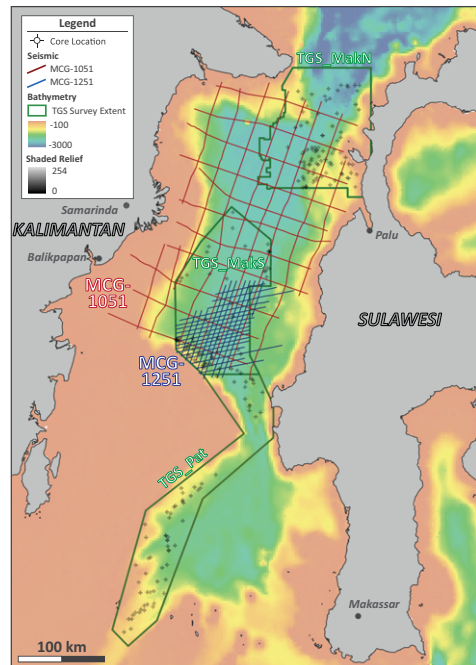 Legend
Core Location
Seismic
MCG-1051
MCG-1251
Bathymetry
TGS Survey Extent
-100
-3000
Shaded Relief
254
0
TGS_MakN
Samarinda
KALIMANTAN
Balikpapan
Palu
TGS_MakS
MCG-
1051
SULAWESI
MCG-
1251
TGS_Pat
Makassar
100 km